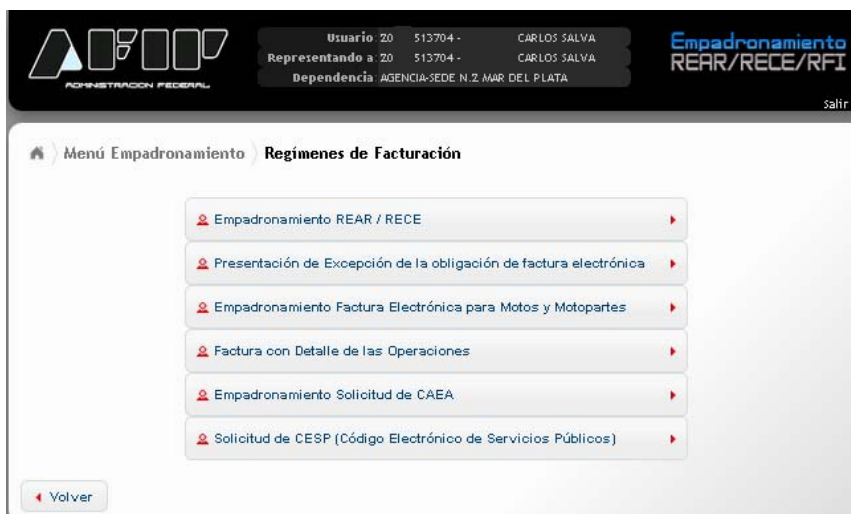 AFIP
ADMINISTRACION FEDERAL
Usuario: 20 513704 - CARLOS SALVA
Representando a: 20 513704 - CARLOS SALVA
Dependencia: AGENCIA-SEDE N.2 MAR DEL PLATA
Empadronamiento
REAR/RECE/RFI
Salir
Menú Empadronamiento Regímenes de Facturación
Empadronamiento REAR / RECE
Presentación de Excepción de la obligación de factura electrónica
Empadronamiento Factura Electrónica para Motos y Motopartes
Factura con Detalle de las Operaciones
Empadronamiento Solicitud de CAEA
Solicitud de CESP (Código Electrónico de Servicios Públicos)
Volver